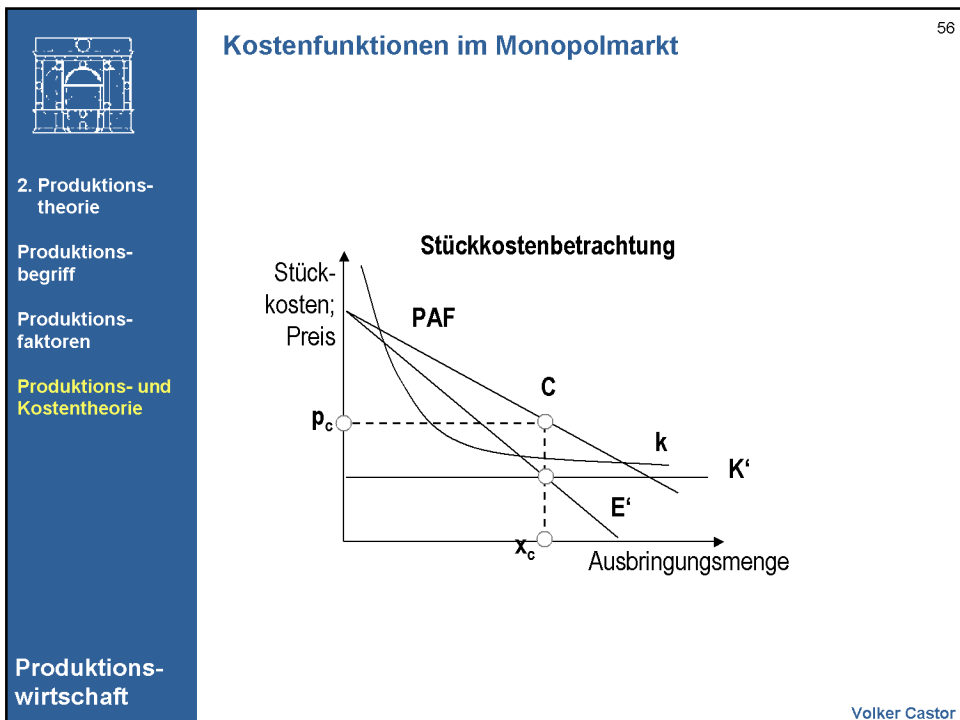 56
Kostenfunktionen im Monopolmarkt
2. Produktions-
theorie
Produktions-
begriff
Produktions-
faktoren
Produktions- und
Kostentheorie
Stückkostenbetrachtung
Stück-
kosten;
Preis
PAF
C
pc
k
K‘
E‘
xc
Ausbringungsmenge
Produktions-
wirtschaft
Volker Castor